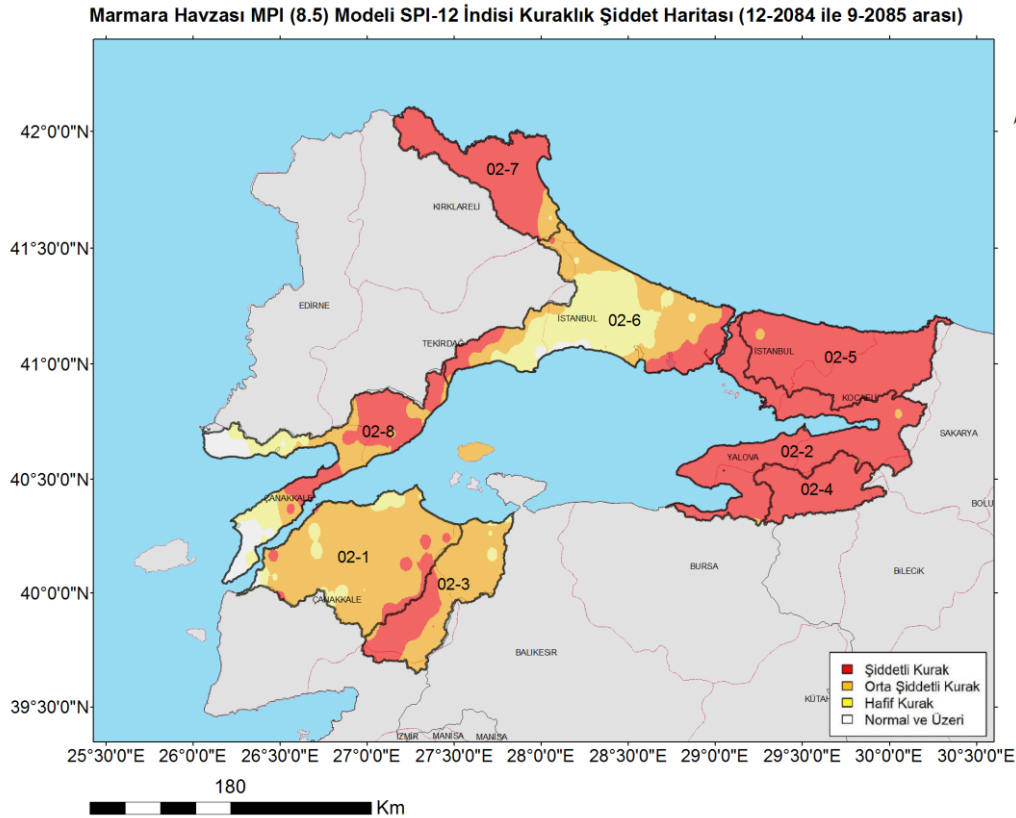 Marmara Havzası MPI (8.5) Modeli SPI-12 İndisi Kuraklık Şiddet Haritası (12-2084 ile 9-2085 arası)
42°0'0"N
02-7
KIRKLARELİ
41°30'0"N
EDİRNE
İSTANBUL
02-6
TEKİRDAĞ
İSTANBUL
02-5
41°0'0"N
KOCAELİ
02-8
SAKARYA
YALOVA
02-2
40°30'0"N
ÇANAKKALE
02-4
BOLU
02-1
02-3
BURSA
BİLECİK
40°0'0"N
ÇANAKKALE
BALIKESİR
Şiddetli Kurak
Orta Şiddetli Kurak
Hafif Kurak
Normal ve Üzeri
KÜTAH
39°30'0"N
İZMİR
MANİSA
MANİSA
25°30'0"E
26°0'0"E
26°30'0"E
27°0'0"E
27°30'0"E
28°0'0"E
28°30'0"E
29°0'0"E
29°30'0"E
30°0'0"E
30°30'0"E
180
Km